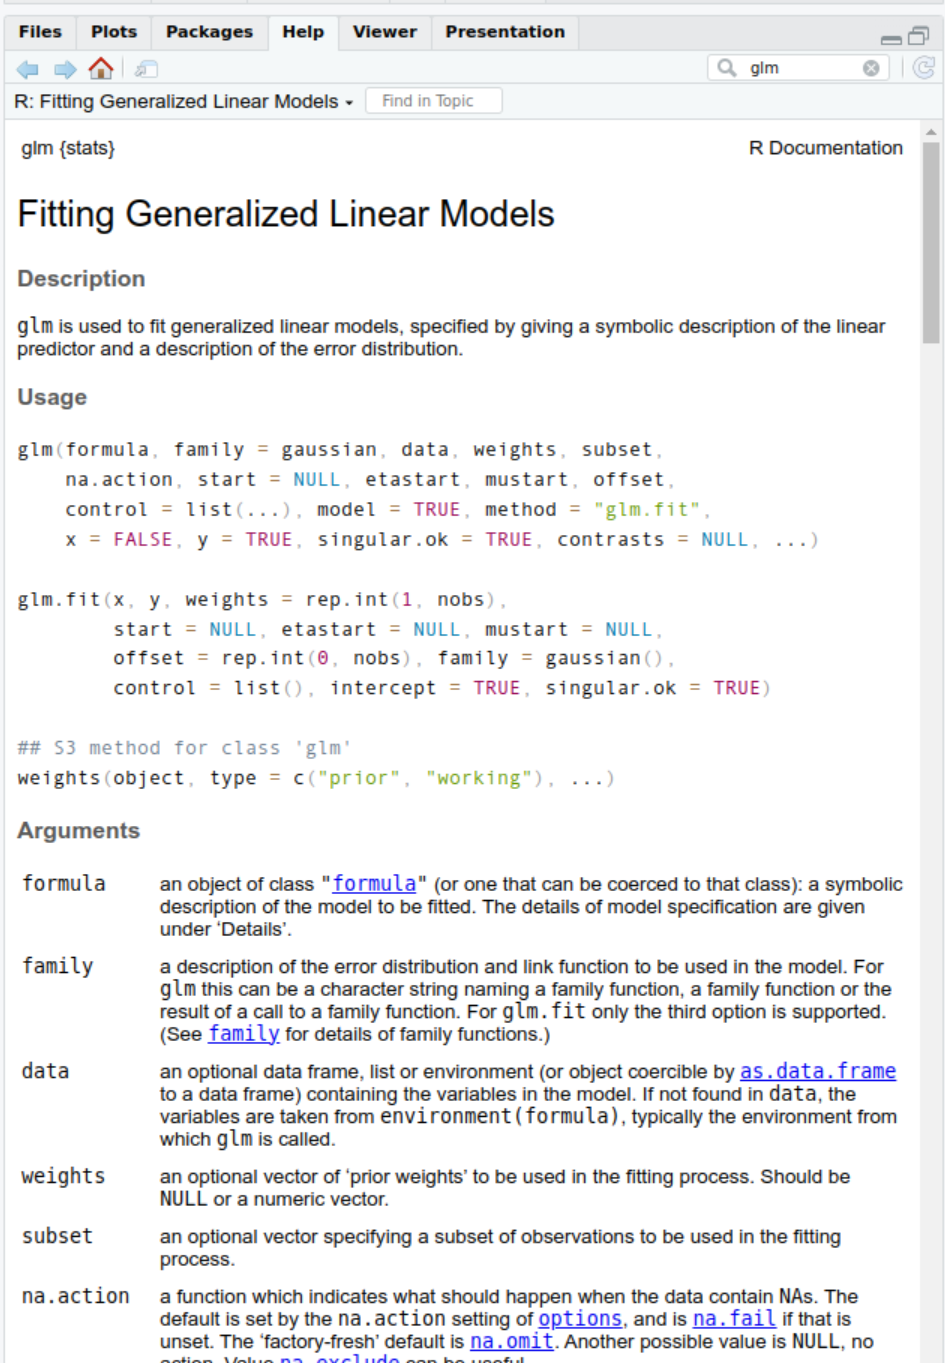 Files Plots Packages Help Viewer Presentation
glm
R: Fitting Generalized Linear Models Find in Topic
glm {stats} R Documentation
Fitting Generalized Linear Models
Description
glm is used to fit generalized linear models, specified by giving a symbolic description of the linear
predictor and a description of the error distribution.
Usage
glm(formula, family = gaussian, data, weights, subset,
    na.action, start = NULL, etastart, mustart, offset,
    control = list(...), model = TRUE, method = "glm.fit",
    x = FALSE, y = TRUE, singular.ok = TRUE, contrasts = NULL, ...)
glm.fit(x, y, weights = rep.int(1, nobs),
        start = NULL, etastart = NULL, mustart = NULL,
        offset = rep.int(0, nobs), family = gaussian(),
        control = list(), intercept = TRUE, singular.ok = TRUE)
## S3 method for class 'glm'
weights(object, type = c("prior", "working"), ...)
Arguments
formula an object of class "formula" (or one that can be coerced to that class): a symbolic
description of the model to be fitted. The details of model specification are given
under ‘Details’.
family a description of the error distribution and link function to be used in the model. For
glm this can be a character string naming a family function, a family function or the
result of a call to a family function. For glm.fit only the third option is supported.
(See family for details of family functions.)
data an optional data frame, list or environment (or object coercible by as.data.frame
to a data frame) containing the variables in the model. If not found in data, the
variables are taken from environment(formula), typically the environment from
which glm is called.
weights an optional vector of ‘prior weights’ to be used in the fitting process. Should be
NULL or a numeric vector.
subset an optional vector specifying a subset of observations to be used in the fitting
process.
na.action a function which indicates what should happen when the data contain NAs. The
default is set by the na.action setting of options, and is na.fail if that is
unset. The ‘factory-fresh’ default is na.omit. Another possible value is NULL, no
action. Value na.exclude can be useful.